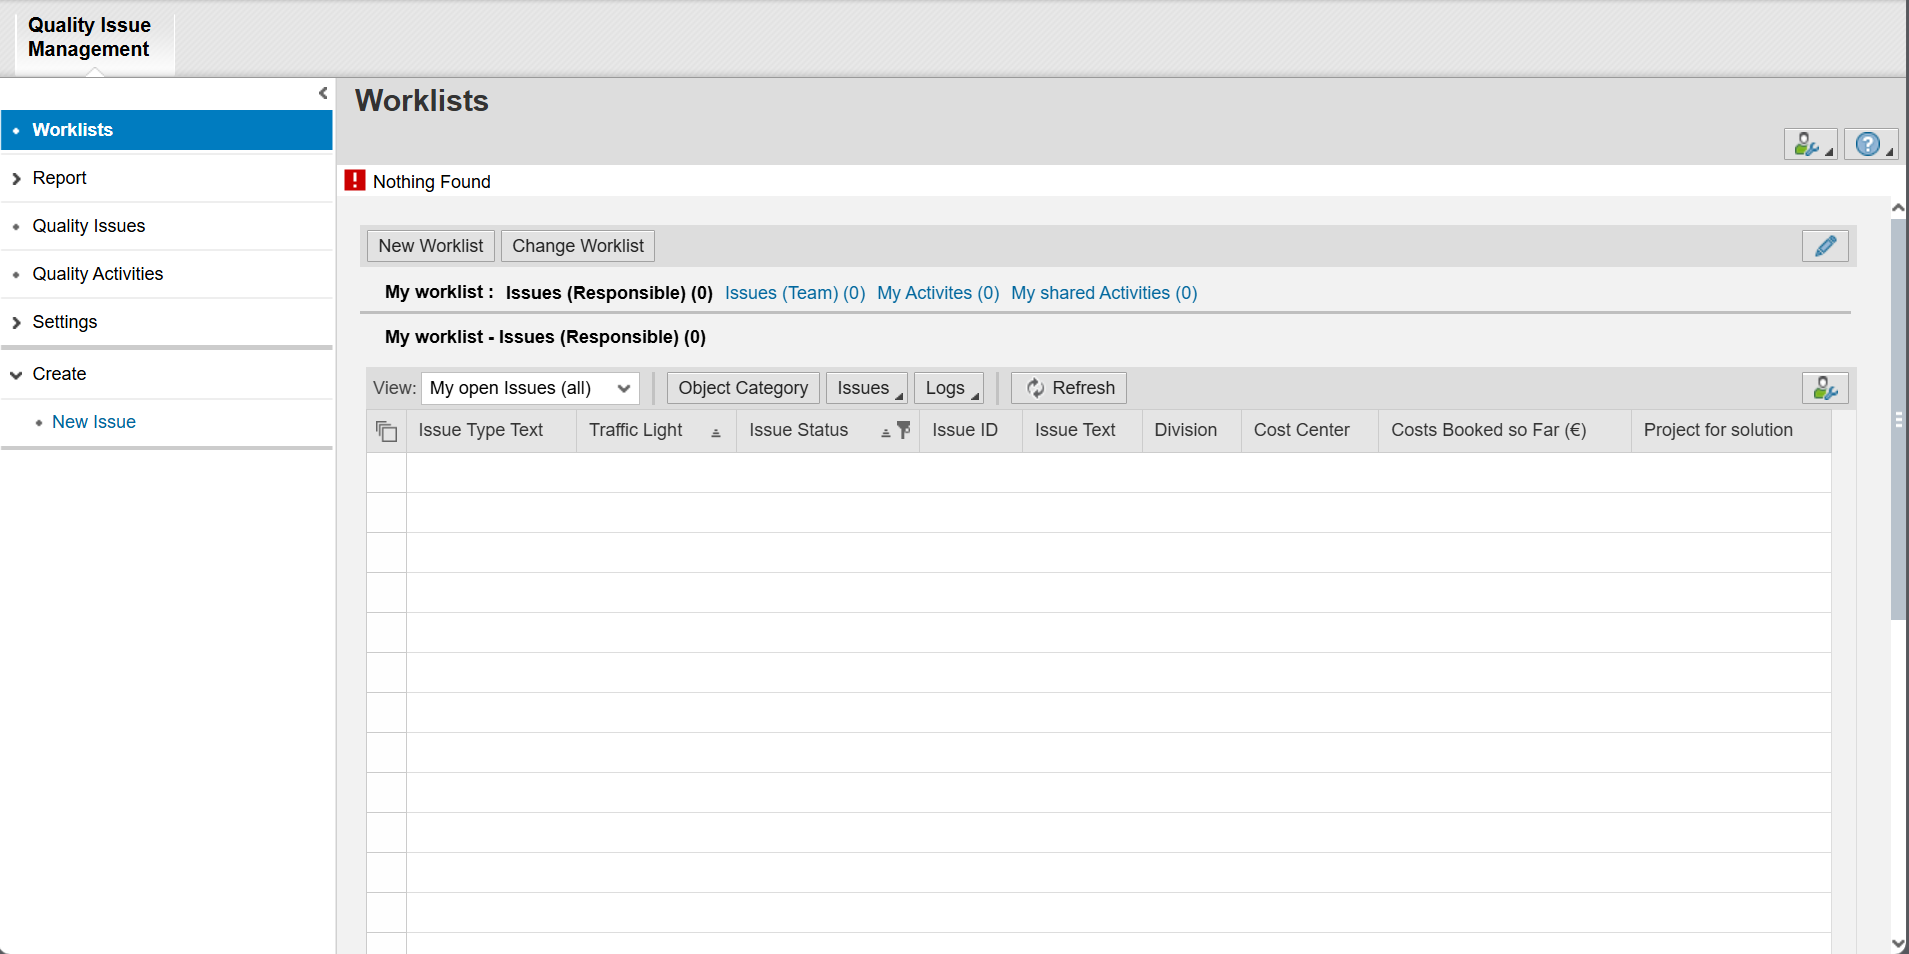 Quality Issue
Management
Worklists
Report
Quality Issues
Quality Activities
Settings
Create
New Issue
Worklists
Nothing Found
New Worklist Change Worklist
My worklist : Issues (Responsible) (0) Issues (Team) (0) My Activites (0) My shared Activities (0)
My worklist - Issues (Responsible) (0)
View: My open Issues (all) Object Category Issues Logs Refresh
Issue Type Text Traffic Light Issue Status Issue ID Issue Text Division Cost Center Costs Booked so Far (€) Project for solution